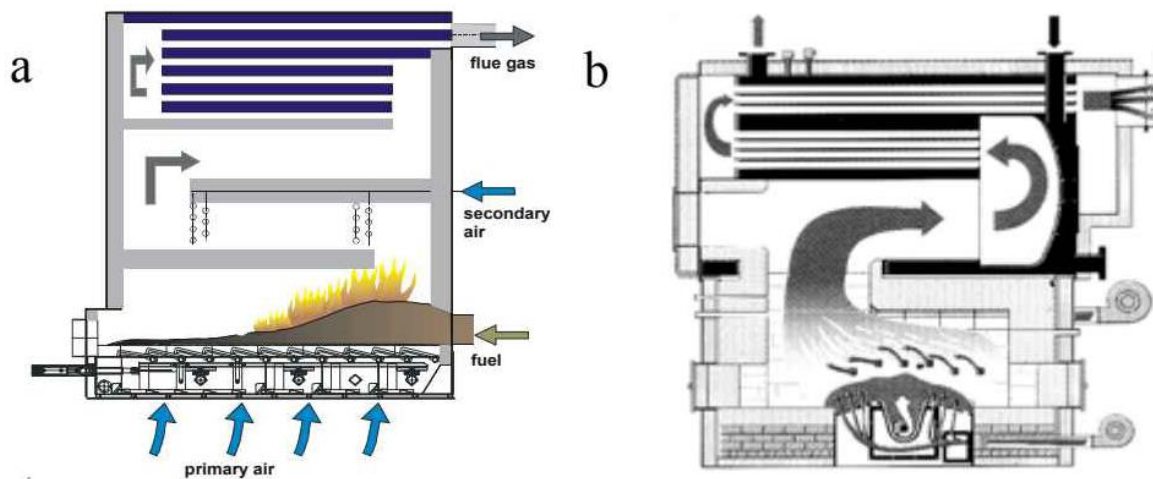 a
flue gas
secondary
air
fuel
primary air
b